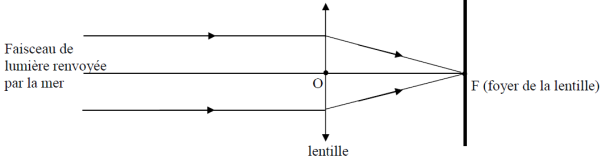 Faisceau de
lumière renvoyée
par la mer
O
F (foyer de la lentille)
lentille